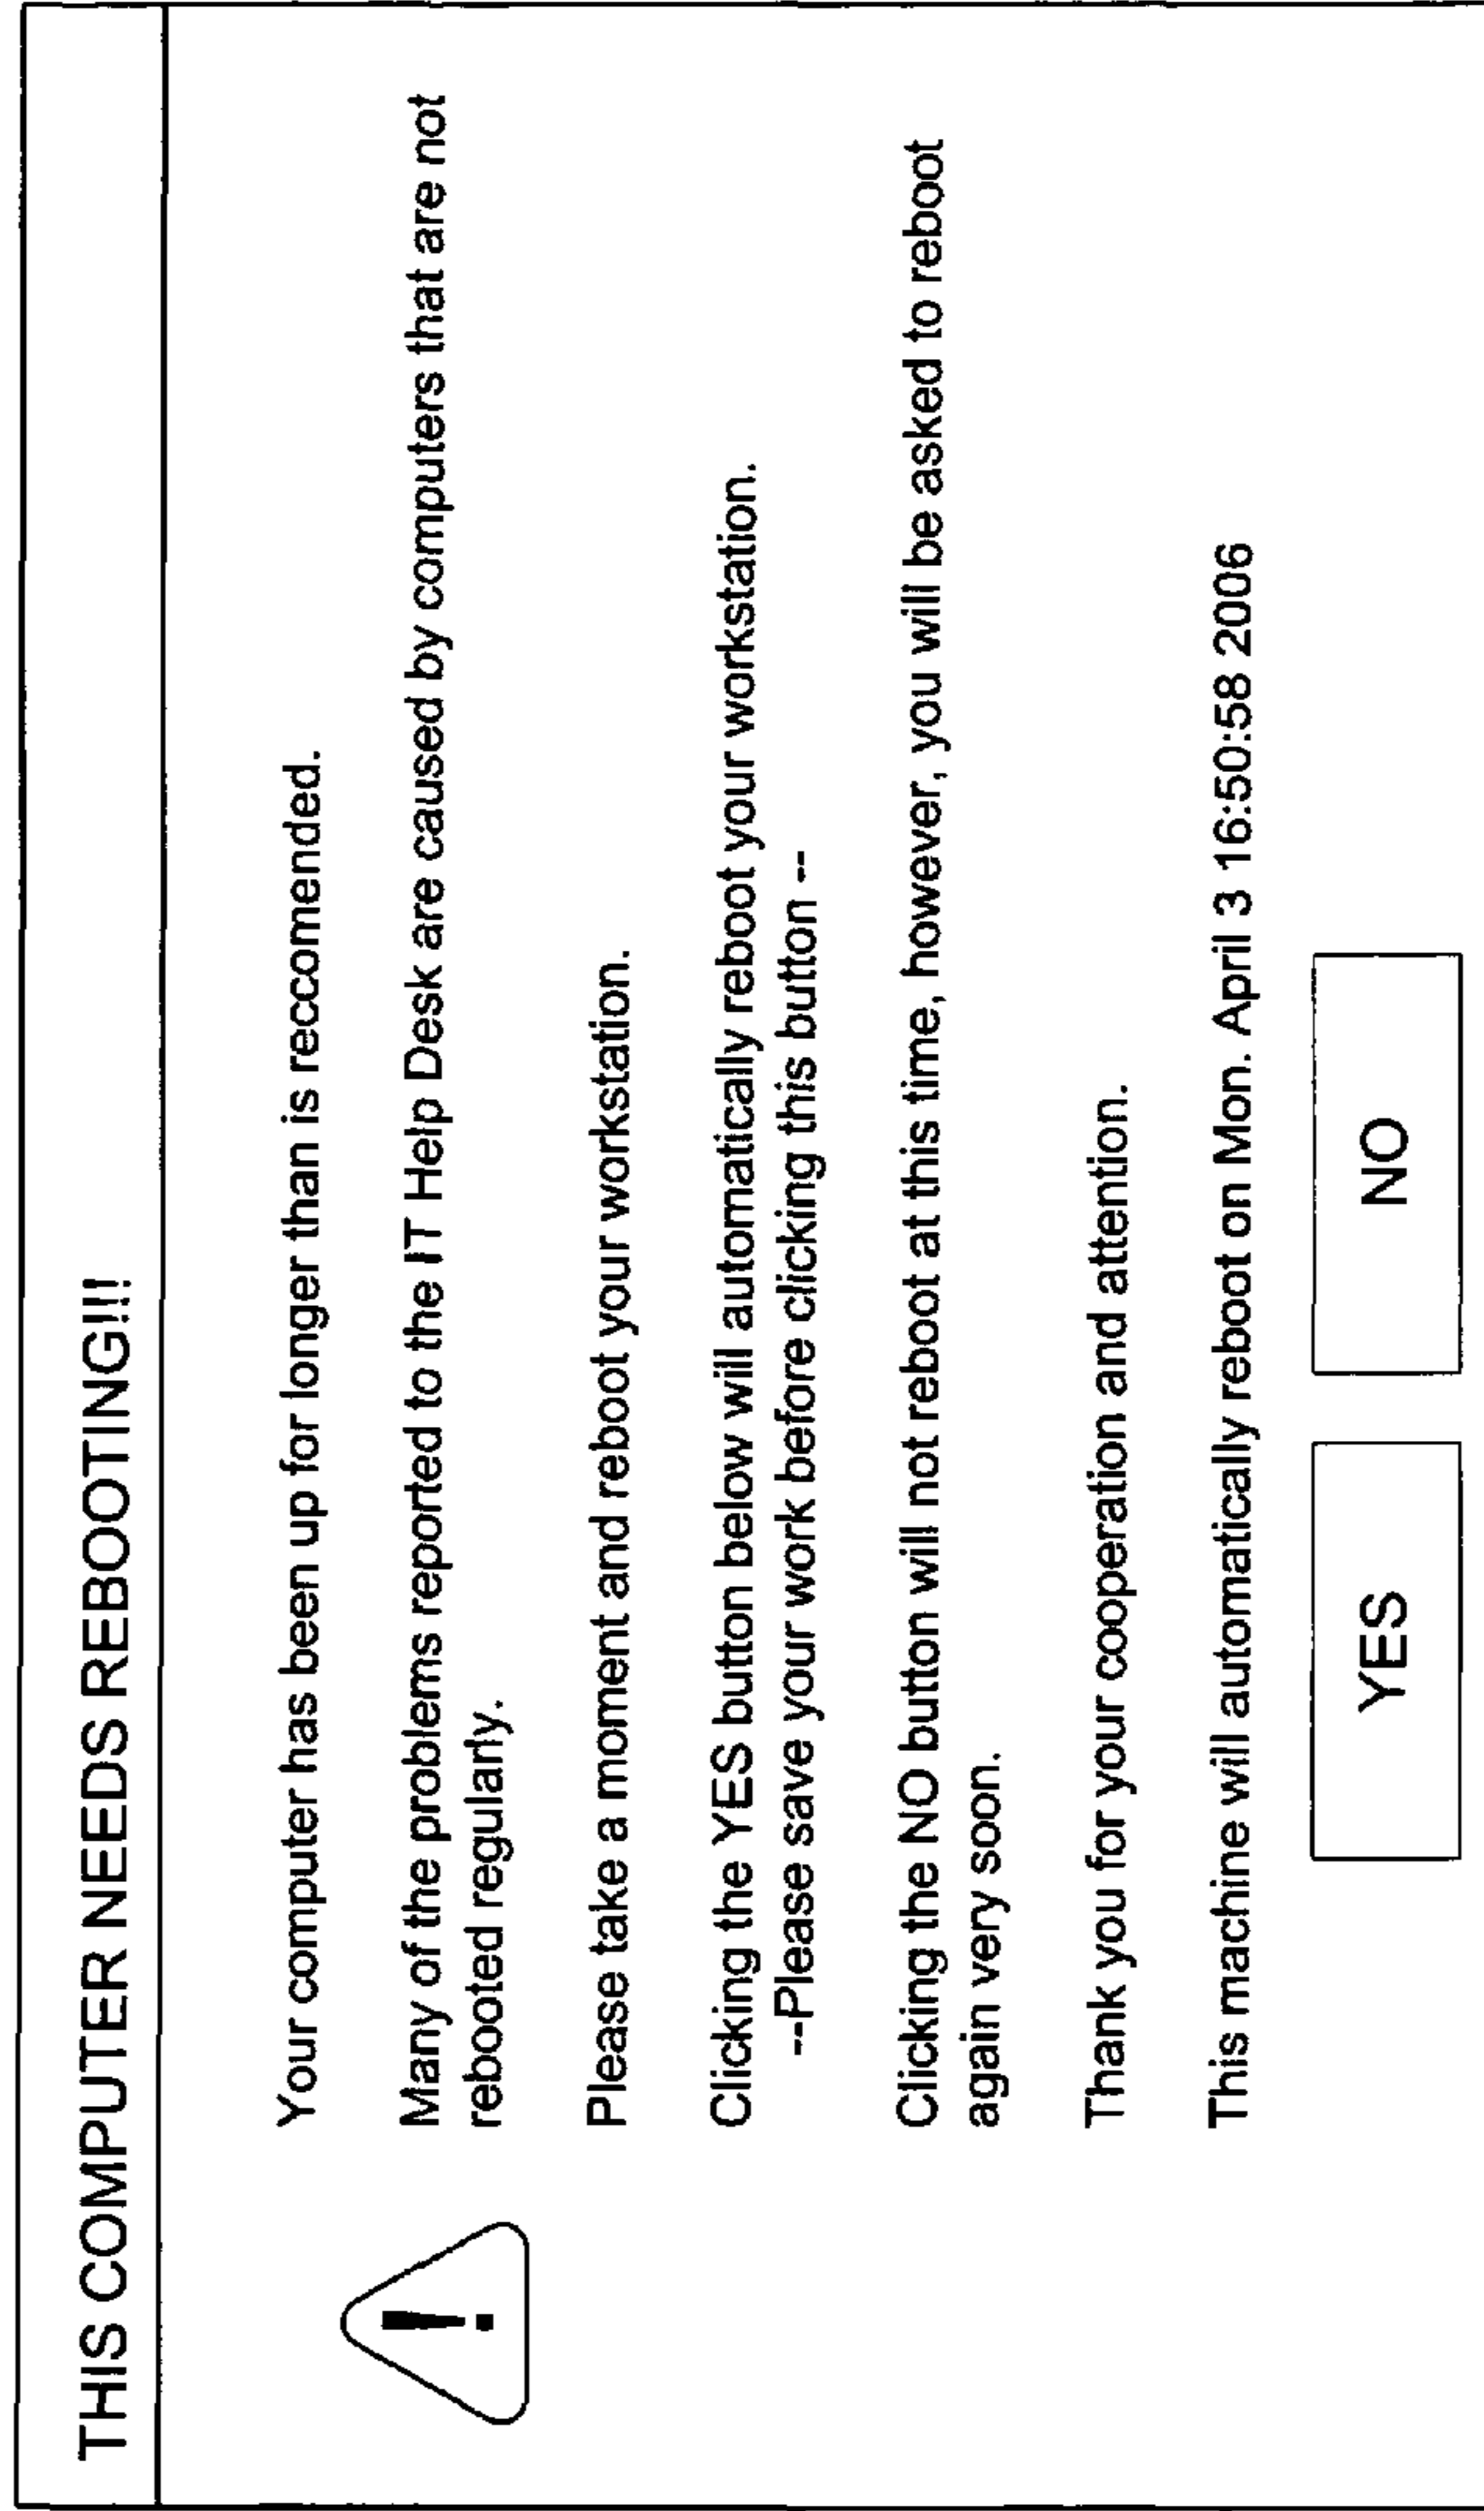 THIS COMPUTER NEEDS REBOOTING!!!
Your computer has been up for longer than is reccomended.
Many of the problems reported to the IT Help Desk are caused by computers that are not
rebooted regularly.
Please take a moment and reboot your workstation.
Clicking the YES button below will automatically reboot your workstation.
--Please save your work before clicking this button --
Clicking the NO button will not reboot at this time, however, you will be asked to reboot
again very soon.
Thank you for your cooperation and attention.
This machine will automatically reboot on Mon. April 3 16:50:58 2006
YES NO